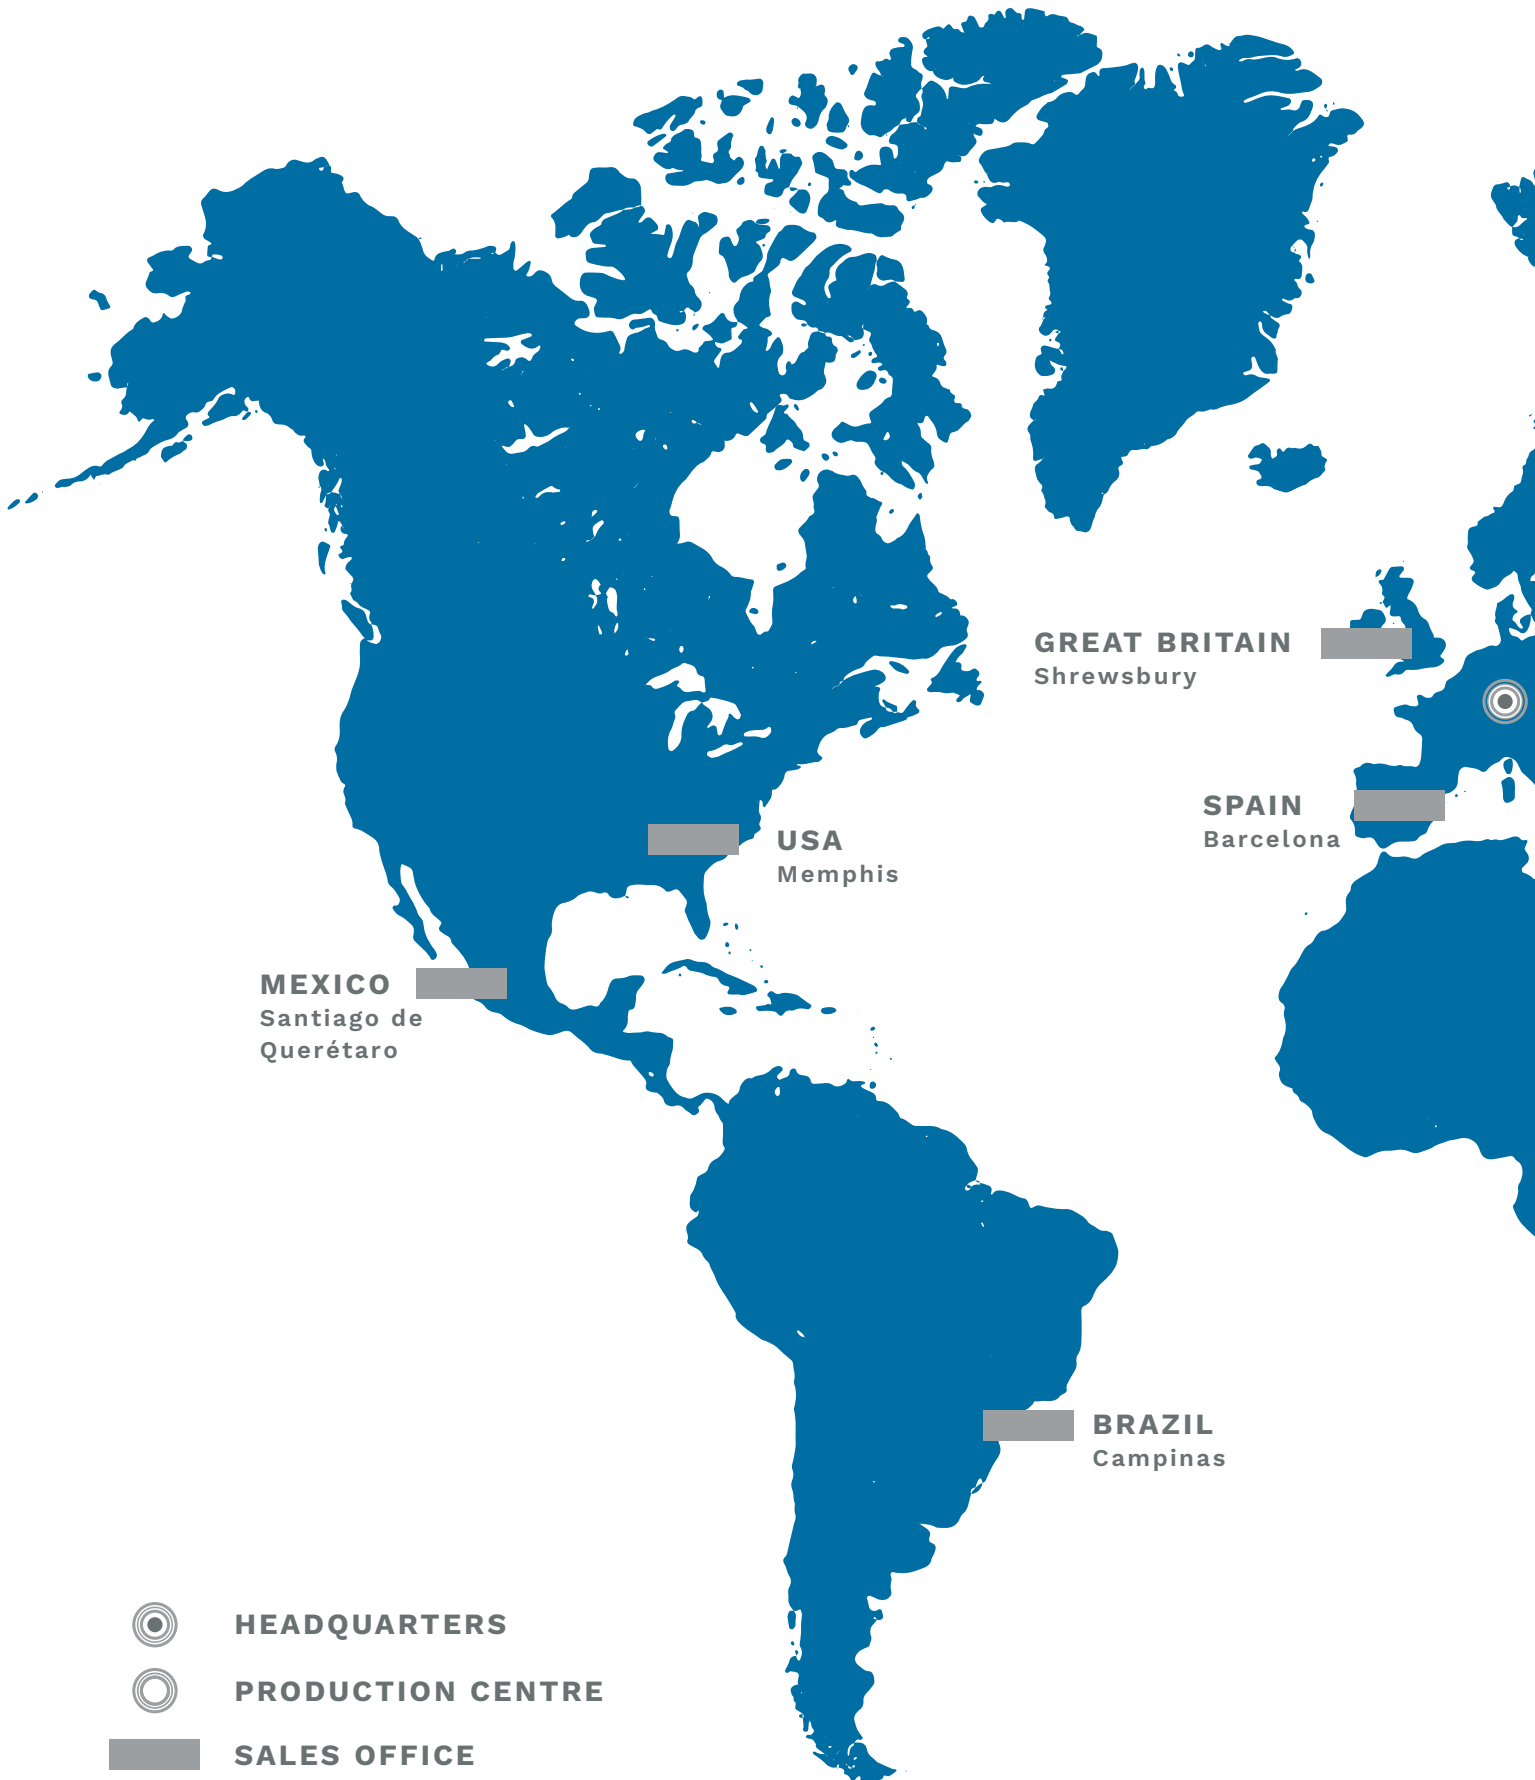 GREAT BRITAIN
Shrewsbury
SPAIN
Barcelona
USA
Memphis
MEXICO
Santiago de
Querétaro
BRAZIL
Campinas
HEADQUARTERS
PRODUCTION CENTRE
SALES OFFICE